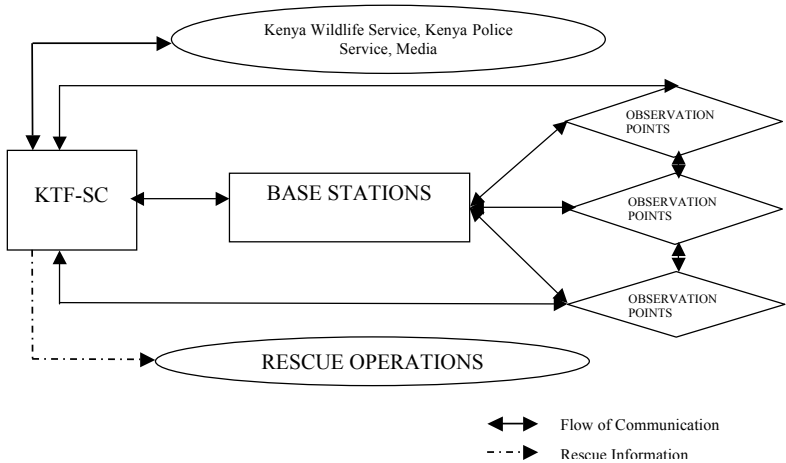 Kenya Wildlife Service, Kenya Police
Service, Media
OBSERVATION
POINTS
KTF-SC
BASE STATIONS
OBSERVATION
POINTS
OBSERVATION
POINTS
RESCUE OPERATIONS
Flow of Communication
Rescue Information